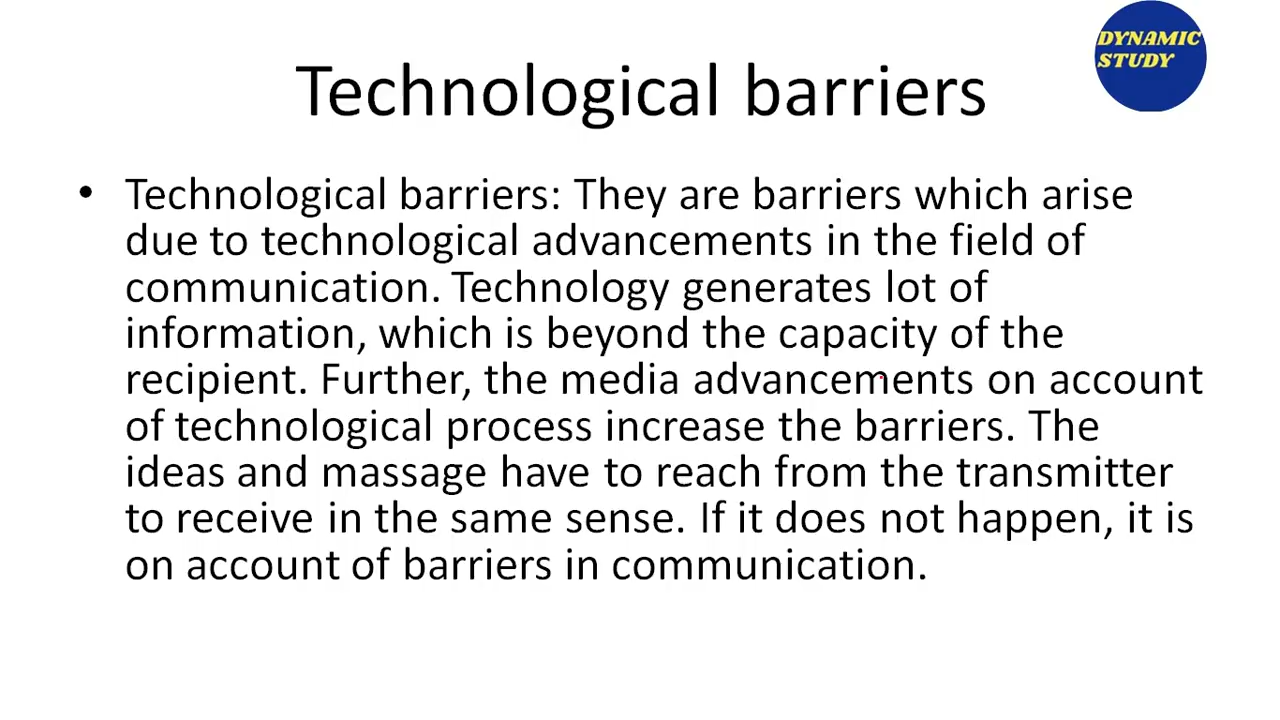 DYNAMIC
STUDY
Technological barriers
• Technological barriers: They are barriers which arise
due to technological advancements in the field of
communication. Technology generates lot of
information, which is beyond the capacity of the
recipient. Further, the media advancements on account
of technological process increase the barriers. The
ideas and massage have to reach from the transmitter
to receive in the same sense. If it does not happen, it is
on account of barriers in communication.